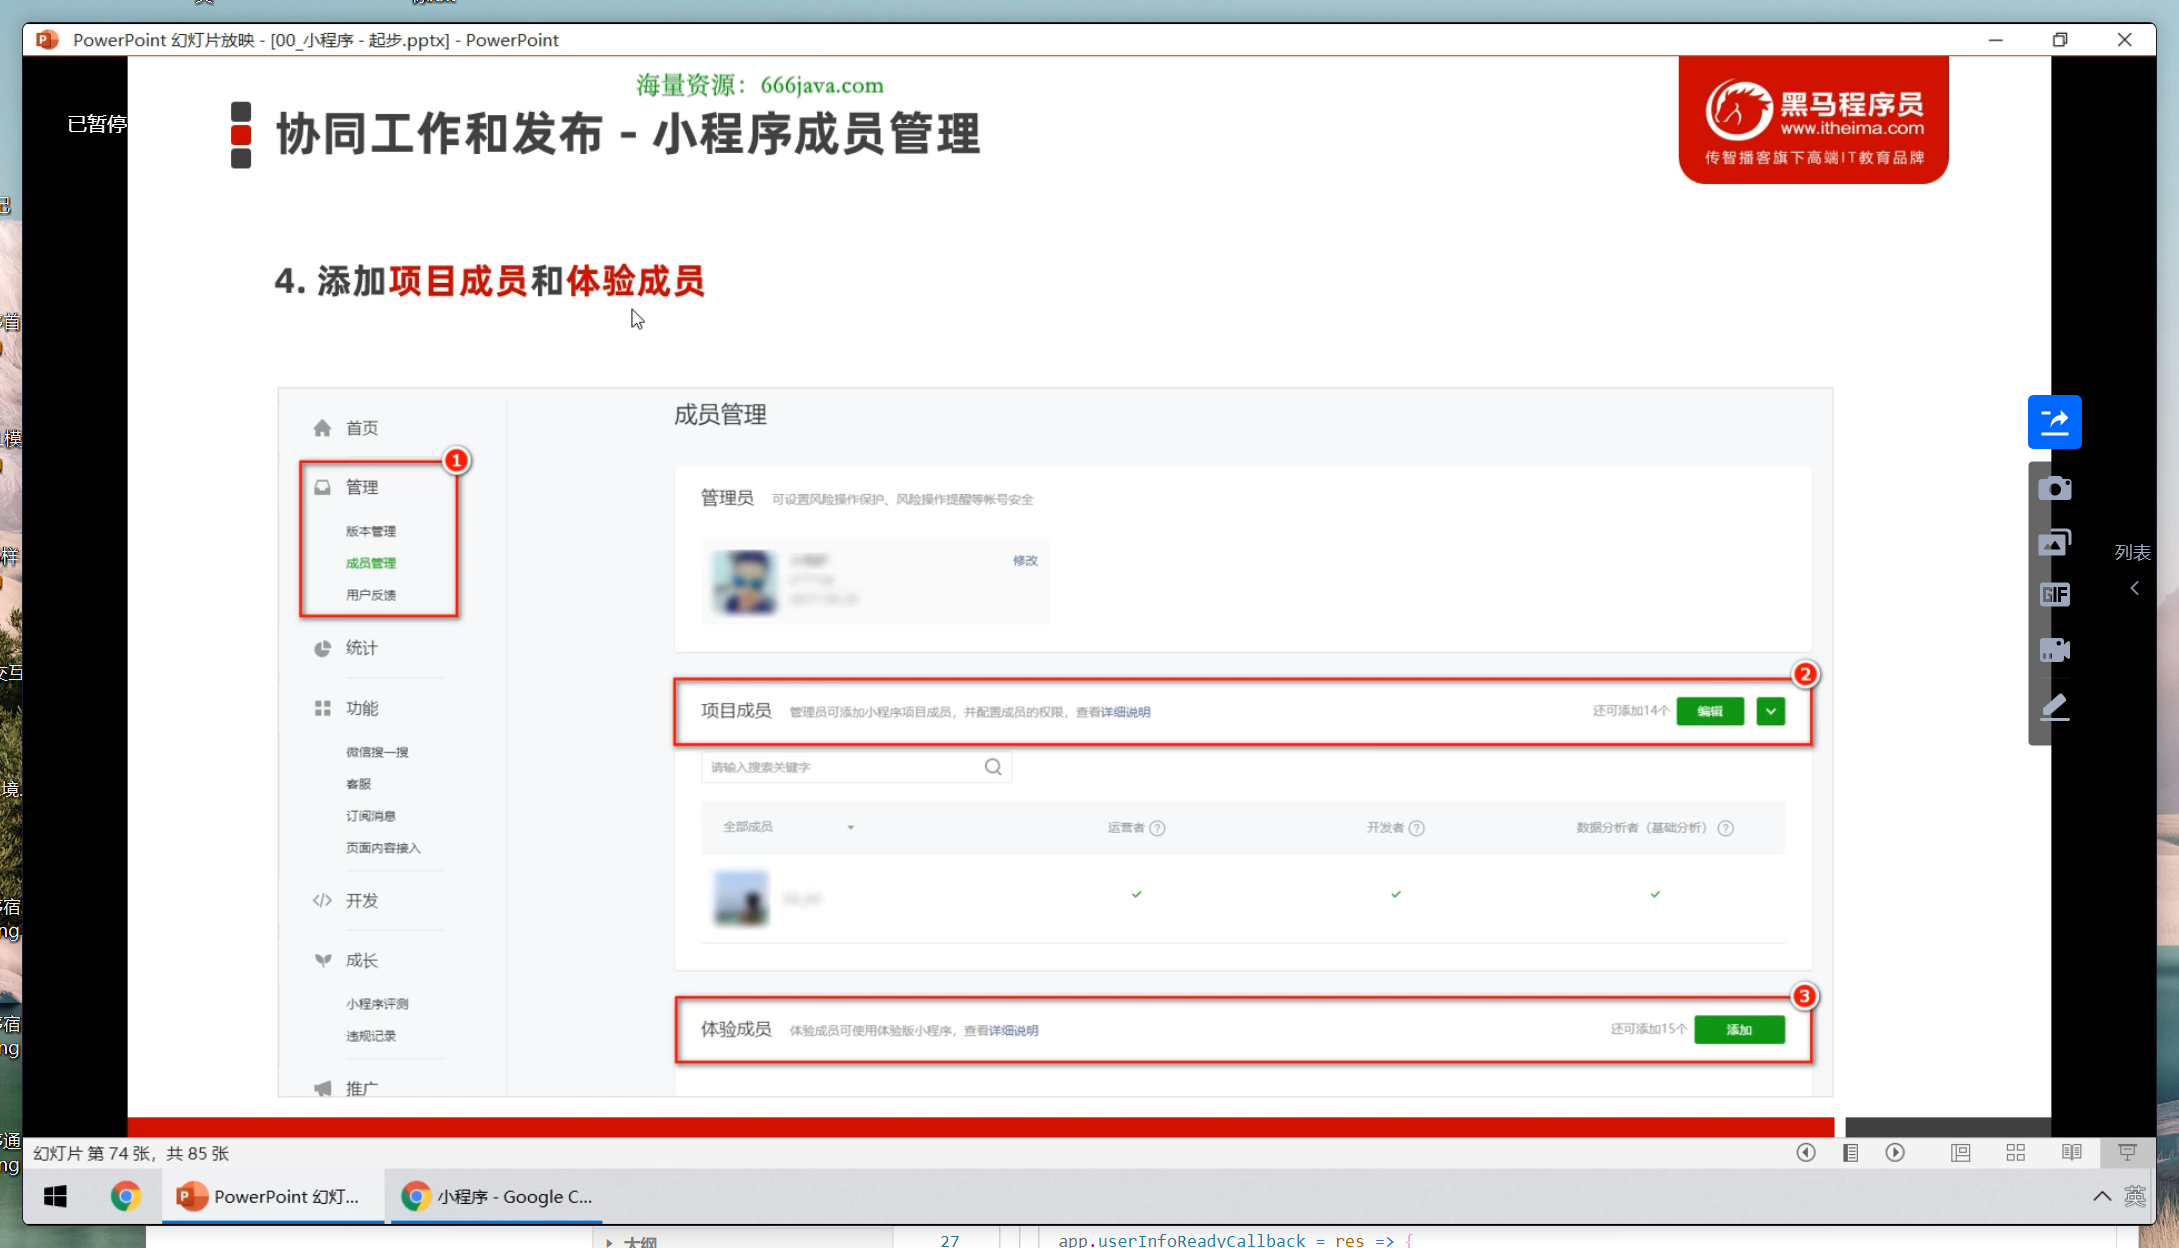 PowerPoint 幻灯片放映 - [00_小程序 - 起步.pptx] - PowerPoint
海量资源：666java.com
已暂停
协同工作和发布 - 小程序成员管理
黑马程序员
www.itheima.com
传智播客旗下高端IT教育品牌
4. 添加项目成员和体验成员
首页
1
管理
版本管理
成员管理
用户反馈
统计
功能
微信搜一搜
客服
订阅消息
页面内容接入
开发
成长
小程序评测
违规记录
推广
成员管理
管理员 可设置风险操作保护、风险操作提醒等帐号安全
修改
2
项目成员 管理员可添加小程序项目成员，并配置成员的权限，查看详细说明 还可添加14个 编辑
请输入搜索关键字
全部成员 运营者 ? 开发者 ? 数据分析者（基础分析） ?
3
体验成员 体验成员可使用体验版小程序，查看详细说明 还可添加15个 添加
GIF
列表
幻灯片 第 74 张，共 85 张
PowerPoint 幻灯...
小程序 - Google C...
英
大纲
27 app.userInfoReadyCallback = res => {